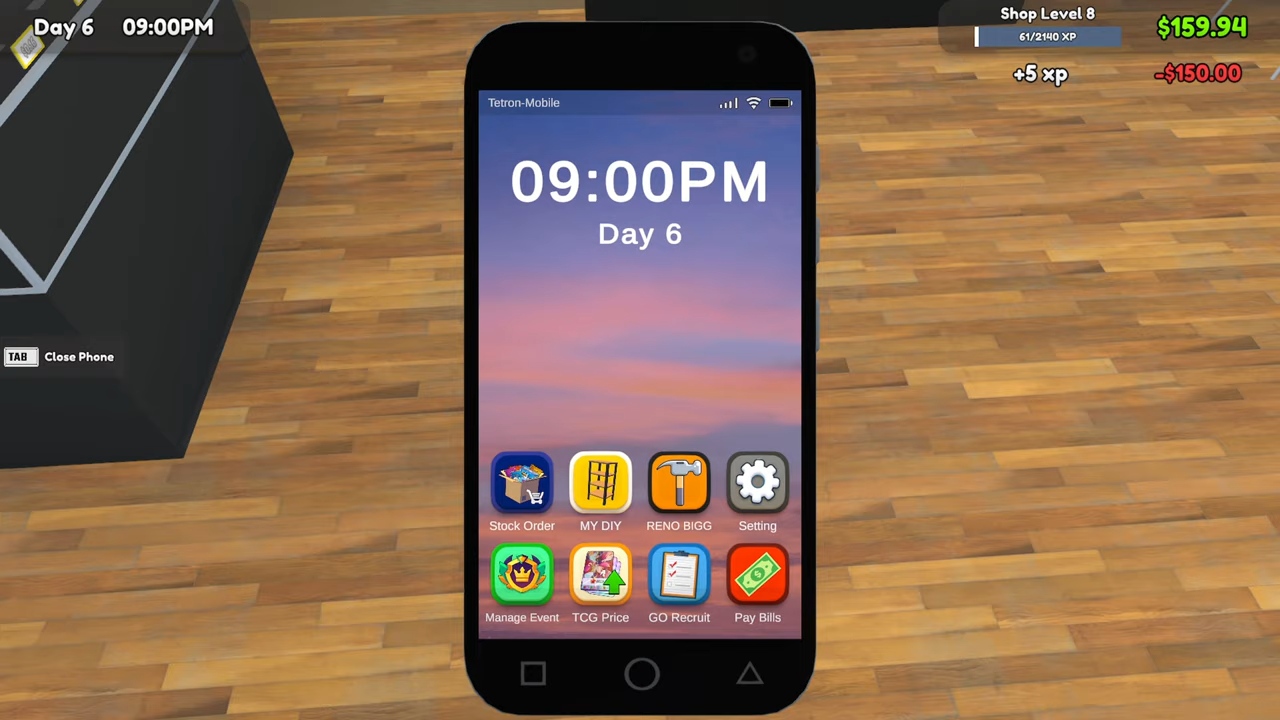 Day 6 09:00PM
Shop Level 8
61/2140 XP
$159.94
+5 xp
-$150.00
Tetron-Mobile
09:00PM
Day 6
TAB Close Phone
Stock Order MY DIY RENO BIGG Setting
Manage Event TCG Price GO Recruit Pay Bills